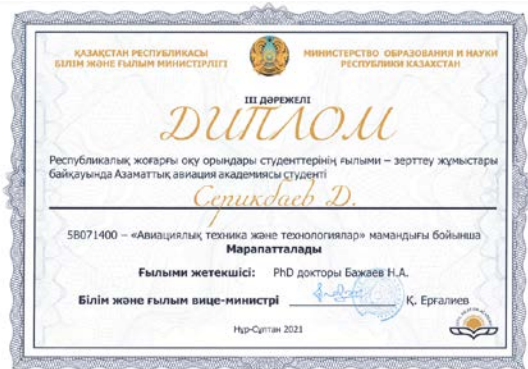 ҚАЗАҚСТАН РЕСПУБЛИКАСЫ
БІЛІМ ЖӘНЕ ҒЫЛЫМ МИНИСТРЛІГІ
МИНИСТЕРСТВО ОБРАЗОВАНИЯ И НАУКИ
РЕСПУБЛИКИ КАЗАХСТАН
III ДӘРЕЖЕЛІ
ДИПЛОМ
Республикалық жоғарғы оқу орындары студенттерінің ғылыми – зерттеу жұмыстары
байқауында Азаматтық авиация академиясы студенті
Серикбаев Д.
5В071400 – «Авиациялық техника және технологиялар» мамандығы бойынша
Марапатталады
Ғылыми жетекшісі: PhD докторы Бажаев Н.А.
Білім және ғылым вице-министрі Қ. Ерғалиев
Нұр-Сұлтан 2021